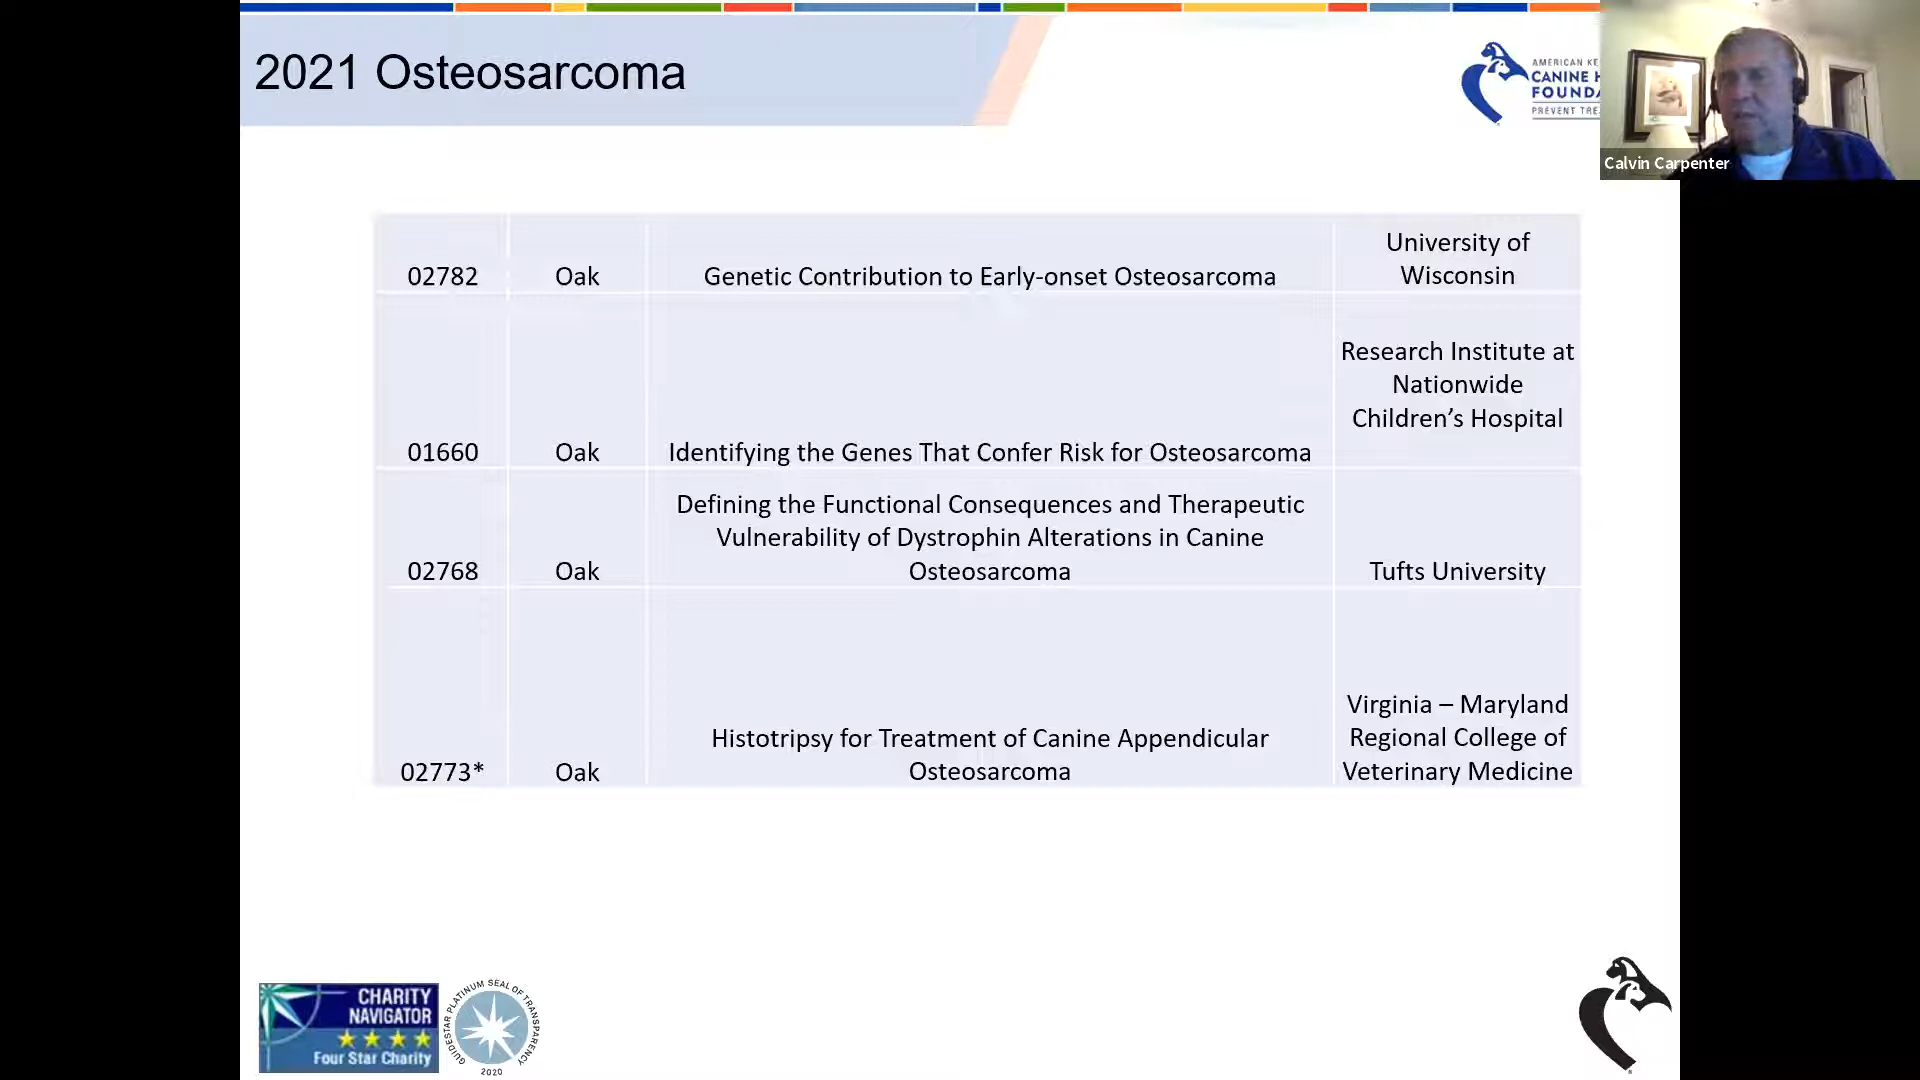 2021 Osteosarcoma
AMERICAN KE
CANINE H
FOUNDA
PREVENT TRE
Calvin Carpenter
University of
Wisconsin
02782 Oak Genetic Contribution to Early-onset Osteosarcoma
Research Institute at
Nationwide
Children’s Hospital
01660 Oak Identifying the Genes That Confer Risk for Osteosarcoma
Defining the Functional Consequences and Therapeutic
Vulnerability of Dystrophin Alterations in Canine
Osteosarcoma
02768 Oak Tufts University
Histotripsy for Treatment of Canine Appendicular
Osteosarcoma
02773* Oak
Virginia – Maryland
Regional College of
Veterinary Medicine
CHARITY
NAVIGATOR
Four Star Charity
GUIDESTAR PLATINUM SEAL OF TRANSPARENCY
2020